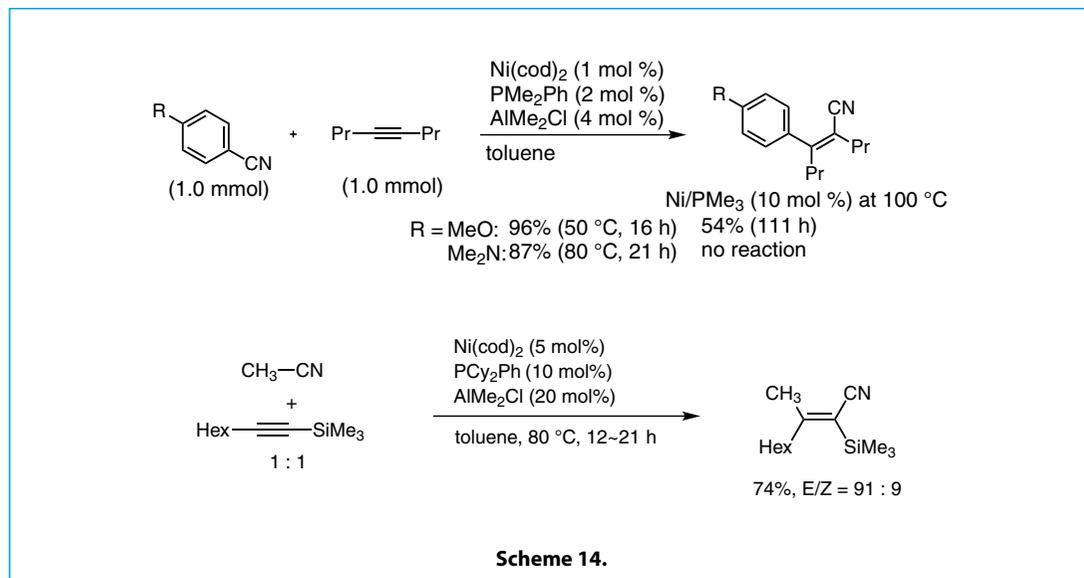 Ni(cod)2 (1 mol %)
PMe2Ph (2 mol %)
AlMe2Cl (4 mol %)
toluene
R
CN
(1.0 mmol)
+
Pr
Pr
(1.0 mmol)
R
CN
Pr
Pr
Ni/PMe3 (10 mol %) at 100 °C
R = MeO: 96% (50 °C, 16 h) 54% (111 h)
Me2N: 87% (80 °C, 21 h) no reaction
CH3–CN
+
Hex
SiMe3
1 : 1
Ni(cod)2 (5 mol%)
PCy2Ph (10 mol%)
AlMe2Cl (20 mol%)
toluene, 80 °C, 12~21 h
CH3
CN
Hex
SiMe3
74%, E/Z = 91 : 9
Scheme 14.